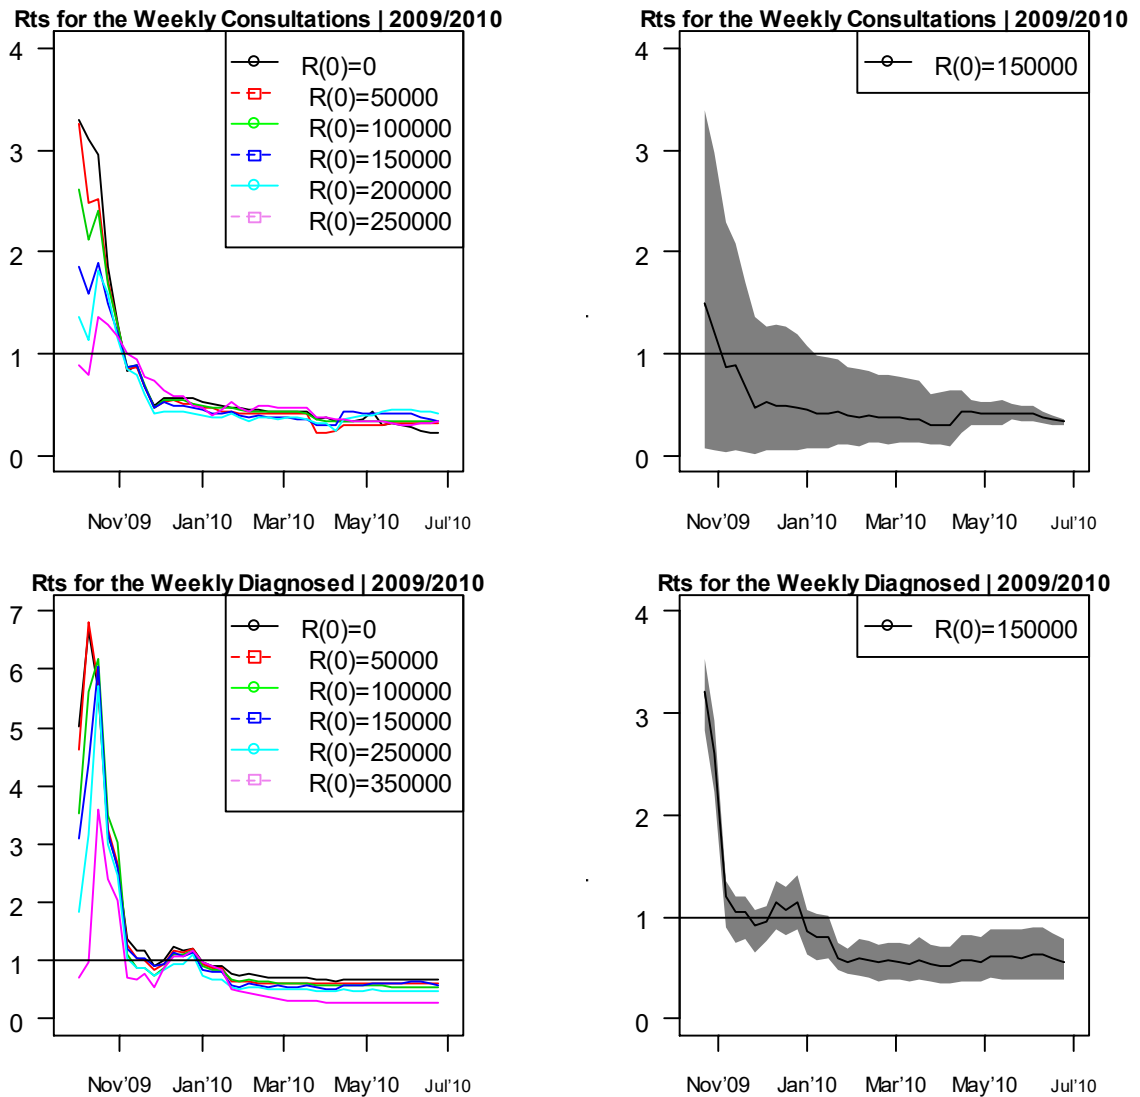 Rts for the Weekly Consultations | 2009/2010
R(0)=0
R(0)=50000
R(0)=100000
R(0)=150000
R(0)=200000
R(0)=250000
4
3
2
1
0
Nov'09 Jan'10 Mar'10 May'10 Jul'10
Rts for the Weekly Consultations | 2009/2010
R(0)=150000
4
3
2
1
0
Nov'09 Jan'10 Mar'10 May'10 Jul'10
Rts for the Weekly Diagnosed | 2009/2010
R(0)=0
R(0)=50000
R(0)=100000
R(0)=150000
R(0)=250000
R(0)=350000
7
6
5
4
3
2
1
0
Nov'09 Jan'10 Mar'10 May'10 Jul'10
Rts for the Weekly Diagnosed | 2009/2010
R(0)=150000
4
3
2
1
0
Nov'09 Jan'10 Mar'10 May'10 Jul'10